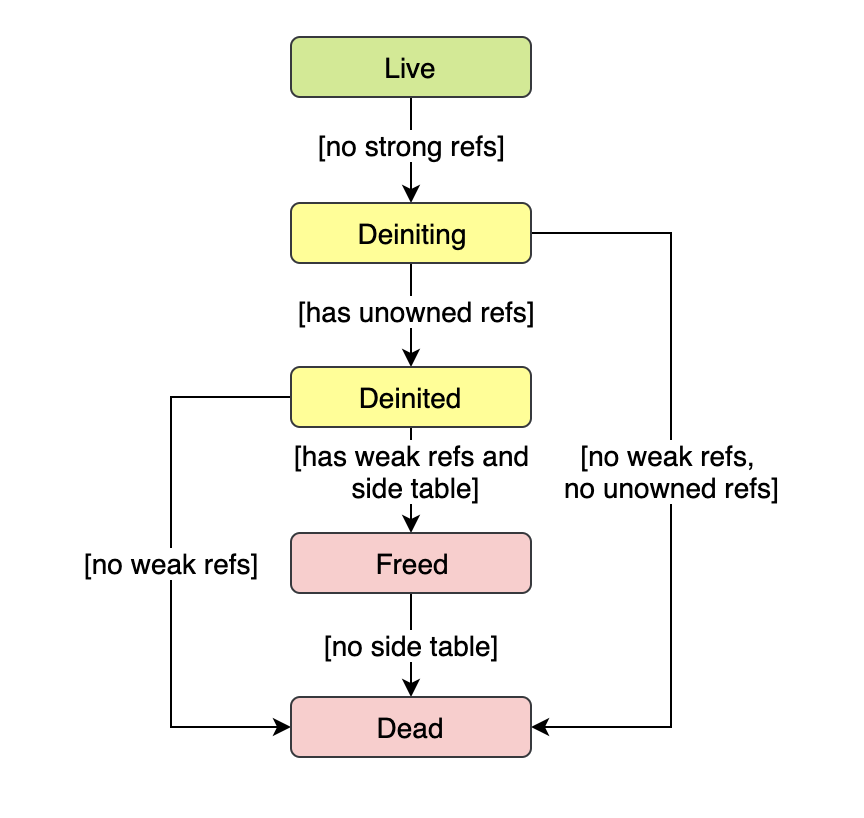 Live
[no strong refs]
Deiniting
[has unowned refs]
Deinited
[has weak refs and
side table]
[no weak refs,
no unowned refs]
[no weak refs]
Freed
[no side table]
Dead